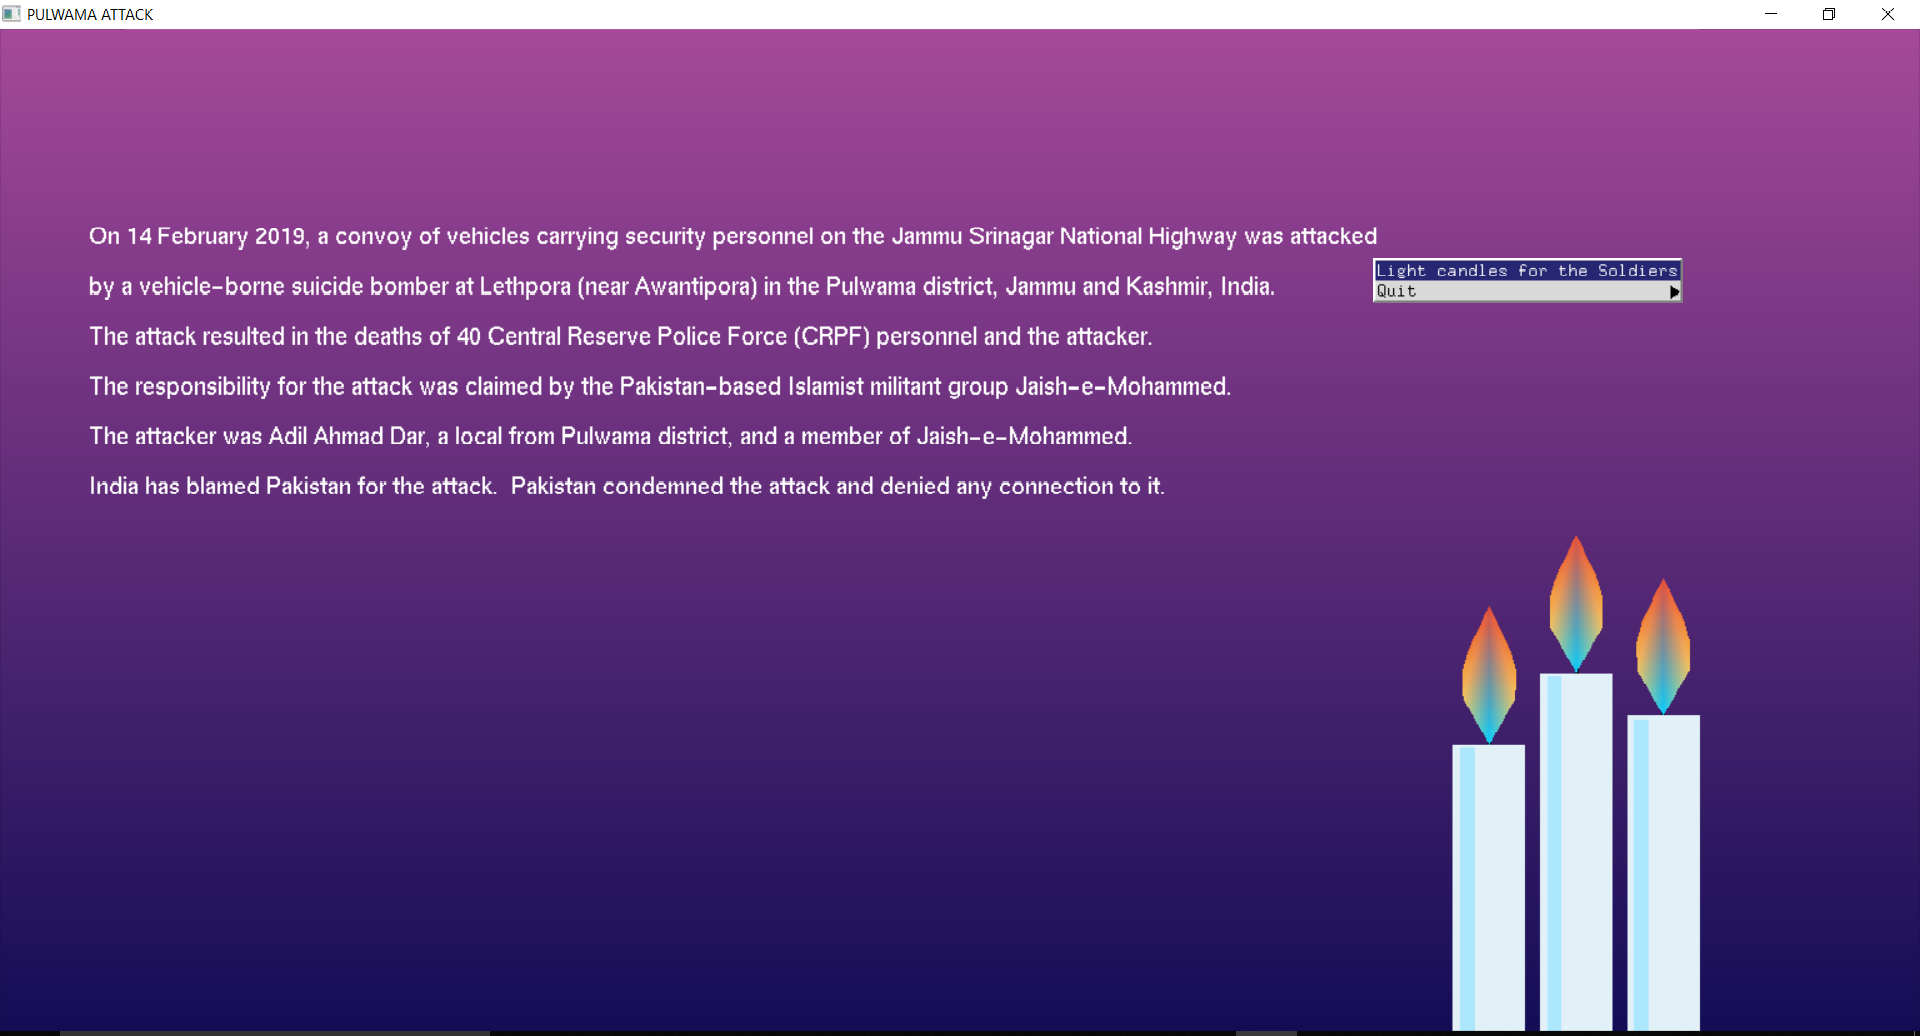 PULWAMA ATTACK
On 14 February 2019, a convoy of vehicles carrying security personnel on the Jammu Srinagar National Highway was attacked
by a vehicle-borne suicide bomber at Lethpora (near Awantipora) in the Pulwama district, Jammu and Kashmir, India.
Light candles for the Soldiers
Quit
The attack resulted in the deaths of 40 Central Reserve Police Force (CRPF) personnel and the attacker.
The responsibility for the attack was claimed by the Pakistan-based Islamist militant group Jaish-e-Mohammed.
The attacker was Adil Ahmad Dar, a local from Pulwama district, and a member of Jaish-e-Mohammed.
India has blamed Pakistan for the attack.  Pakistan condemned the attack and denied any connection to it.